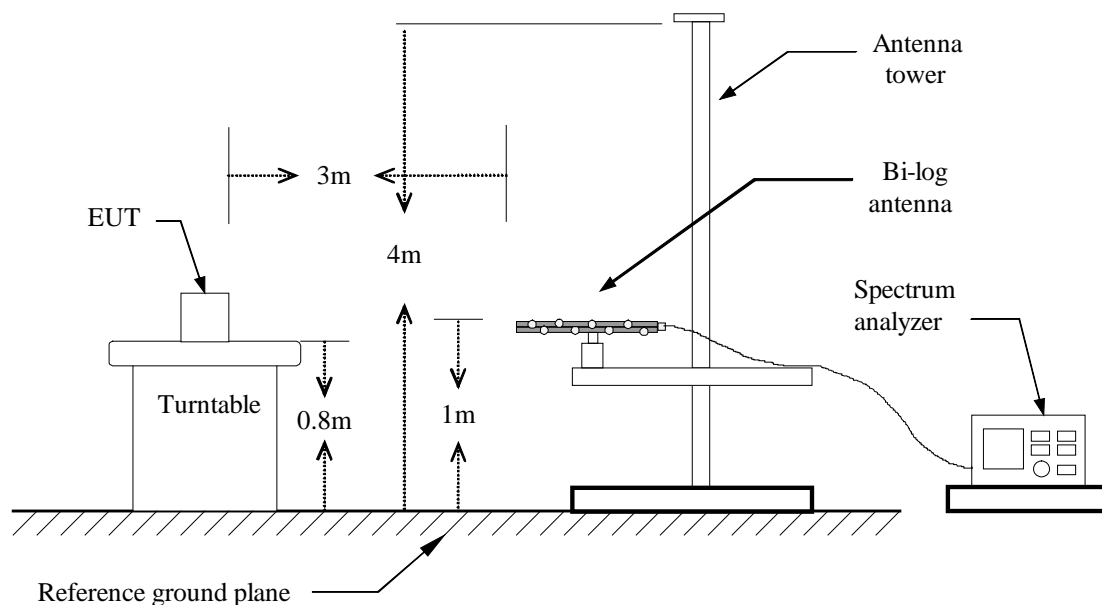 Antenna
tower
3m
Bi-log
antenna
EUT
4m
Spectrum
analyzer
Turntable
0.8m
1m
Reference ground plane